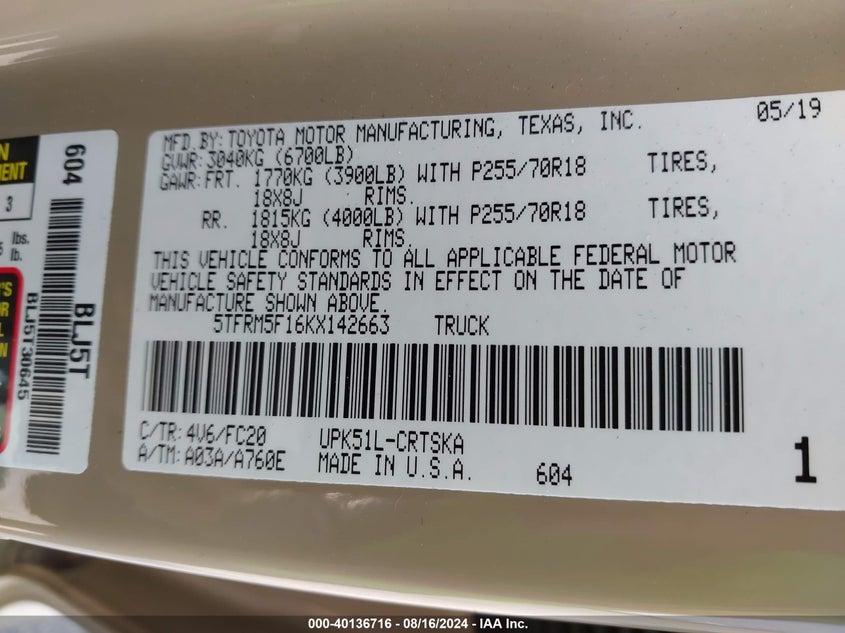 MFD.BY: TOYOTA MOTOR MANUFACTURING, TEXAS, INC. 05/19
GVWR: 3040KG (6700LB)
GAWR: FRT. 1770KG (3900LB) WITH P255/70R18 TIRES,
18X8J RIMS.
RR. 1815KG (4000LB) WITH P255/70R18 TIRES,
18X8J RIMS.
THIS VEHICLE CONFORMS TO ALL APPLICABLE FEDERAL MOTOR
VEHICLE SAFETY STANDARDS IN EFFECT ON THE DATE OF
MANUFACTURE SHOWN ABOVE.
5TFRM5F16KX142663 TRUCK
C/TR: 4V6/FC20 UPK51L-CRTSKA
A/TM: A03A/A760E MADE IN U.S.A. 604 1
604
BLJ5T
BLJ5T30645
3
lbs.
lb.
000-40136716 - 08/16/2024 - IAA Inc.